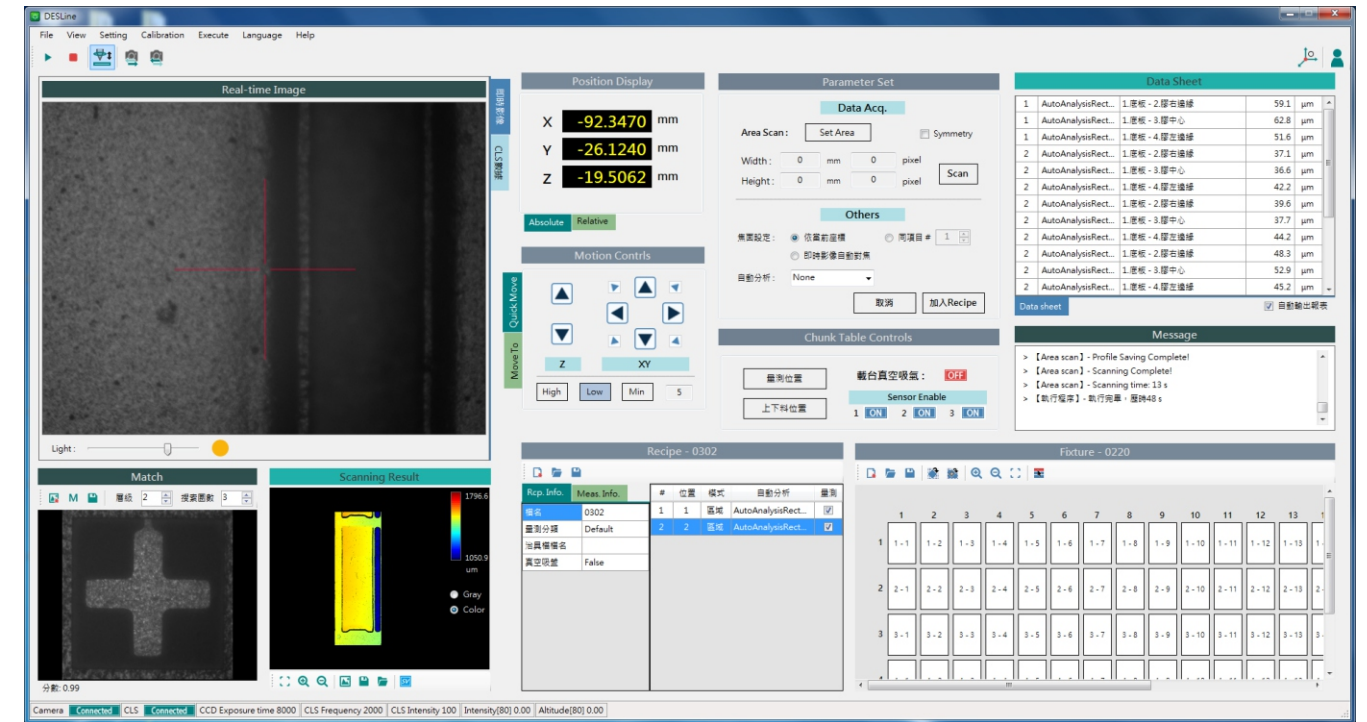 DESLine
File View Setting Calibration Execute Language Help
Real-time Image
即時影像
CLS數據
Light :
Position Display
X -92.3470 mm
Y -26.1240 mm
Z -19.5062 mm
Absolute Relative
Motion Contrls
Quick Move
Move To
Z XY
High Low Min 5
Parameter Set
Data Acq.
Area Scan : Set Area Symmetry
Width : 0 mm 0 pixel
Height : 0 mm 0 pixel
Scan
Others
焦面設定 : 依當前座標 同項目 # 1
即時影像自動對焦
自動分析 : None
取消 加入Recipe
Chunk Table Controls
量測位置 載台真空吸氣 : OFF
Sensor Enable
上下料位置 1 ON 2 ON 3 ON
Data Sheet
1 AutoAnalysisRect... 1.底板 - 2.膠右邊緣 59.1 μm
1 AutoAnalysisRect... 1.底板 - 3.膠中心 62.8 μm
1 AutoAnalysisRect... 1.底板 - 4.膠左邊緣 51.6 μm
2 AutoAnalysisRect... 1.底板 - 2.膠右邊緣 37.1 μm
2 AutoAnalysisRect... 1.底板 - 3.膠中心 36.6 μm
2 AutoAnalysisRect... 1.底板 - 4.膠左邊緣 42.2 μm
2 AutoAnalysisRect... 1.底板 - 2.膠右邊緣 39.6 μm
2 AutoAnalysisRect... 1.底板 - 3.膠中心 37.7 μm
2 AutoAnalysisRect... 1.底板 - 4.膠左邊緣 44.2 μm
2 AutoAnalysisRect... 1.底板 - 2.膠右邊緣 48.3 μm
2 AutoAnalysisRect... 1.底板 - 3.膠中心 52.9 μm
2 AutoAnalysisRect... 1.底板 - 4.膠左邊緣 45.2 μm
Data sheet 自動輸出報表
Message
> 【Area scan】- Profile Saving Complete!
> 【Area scan】- Scanning Complete!
> 【Area scan】- Scanning time: 13 s
> 【執行程序】- 執行完畢，歷時48 s
Match
M 層級 2 搜索圈數 3
分數: 0.99
Scanning Result
1796.6
1050.9
um
Gray
Color
Recipe - 0302
Rcp. Info. Meas. Info.
檔名 0302
量測分類 Default
治具檔檔名
真空吸盤 False
# 位置 模式 自動分析 量測
1 1 區域 AutoAnalysisRect...
2 2 區域 AutoAnalysisRect...
Fixture - 0220
1 2 3 4 5 6 7 8 9 10 11 12 13
1 1 - 1 1 - 2 1 - 3 1 - 4 1 - 5 1 - 6 1 - 7 1 - 8 1 - 9 1 - 10 1 - 11 1 - 12 1 - 13
2 2 - 1 2 - 2 2 - 3 2 - 4 2 - 5 2 - 6 2 - 7 2 - 8 2 - 9 2 - 10 2 - 11 2 - 12 2 - 13
3 3 - 1 3 - 2 3 - 3 3 - 4 3 - 5 3 - 6 3 - 7 3 - 8 3 - 9 3 - 10 3 - 11 3 - 12 3 - 13
Camera Connected CLS Connected CCD Exposure time 8000 CLS Frequency 2000 CLS Intensity 100 Intensity[80] 0.00 Altitude[80] 0.00